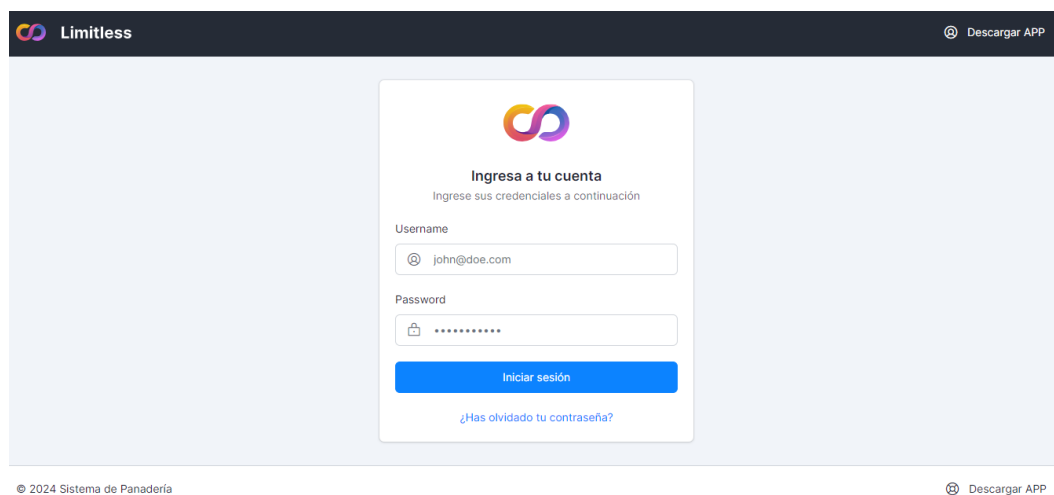 Limitless
Descargar APP
Ingresa a tu cuenta
Ingrese sus credenciales a continuación
Username
john@doe.com
Password
•••••••••••
Iniciar sesión
¿Has olvidado tu contraseña?
© 2024 Sistema de Panadería
Descargar APP